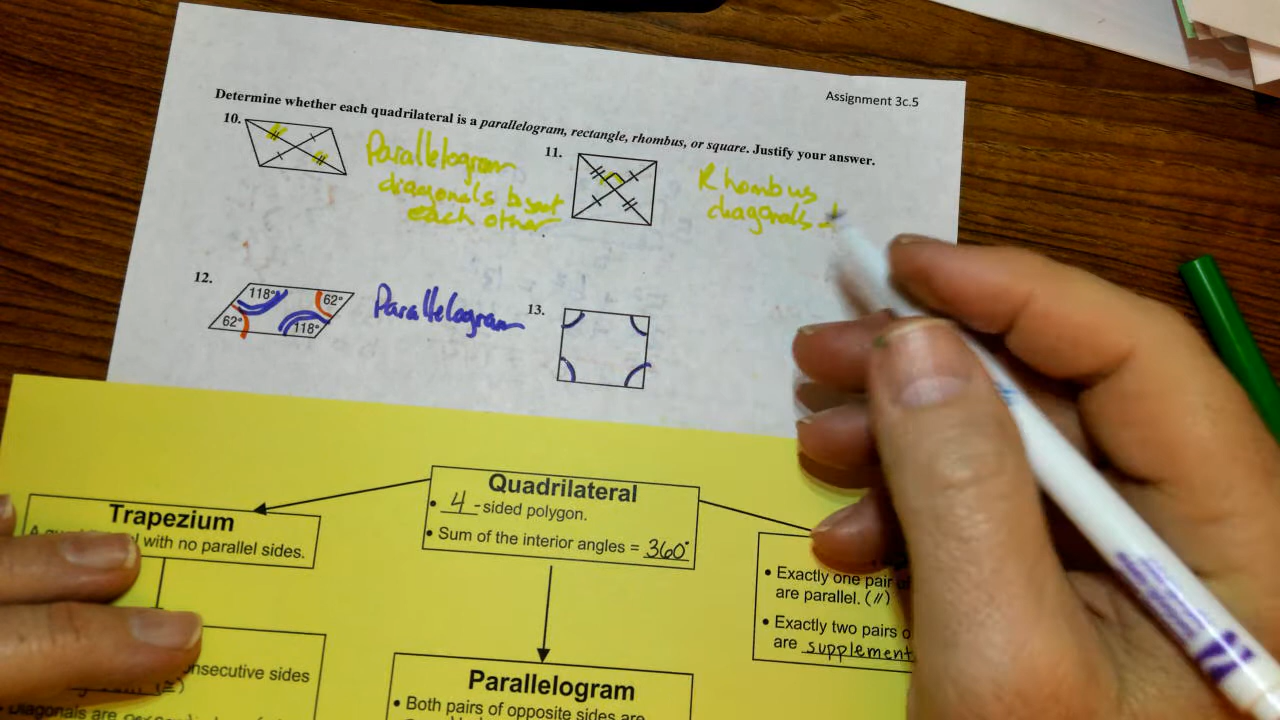 Assignment 3c.5
Determine whether each quadrilateral is a parallelogram, rectangle, rhombus, or square. Justify your answer.
10.
Parallelogram
diagonals bisect
each other
11.
Rhombus
diagonals ⊥
12.
118°
62°
62°
118°
Parallelogram
13.
Quadrilateral
• 4 -sided polygon.
• Sum of the interior angles = 360°
Trapezium
with no parallel sides.
• Exactly one pair
are parallel. (//)
• Exactly two pairs
are supplement
nsecutive sides
(≅)
Diagonals are
Parallelogram
• Both pairs of opposite sides are